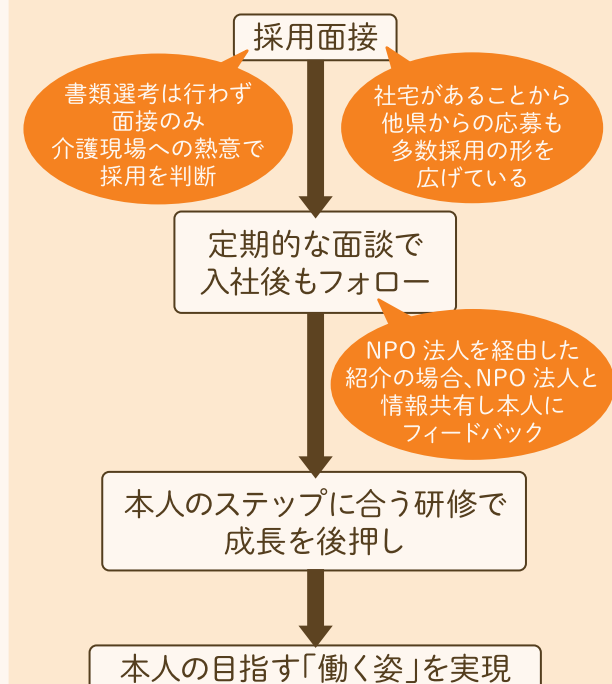 採用面接
書類選考は行わず
面接のみ
介護現場への熱意で
採用を判断
社宅があることから
他県からの応募も
多数採用の形を
広げている
定期的な面談で
入社後もフォロー
NPO 法人を経由した
紹介の場合、NPO 法人と
情報共有し本人に
フィードバック
本人のステップに合う研修で
成長を後押し
本人の目指す「働く姿」を実現